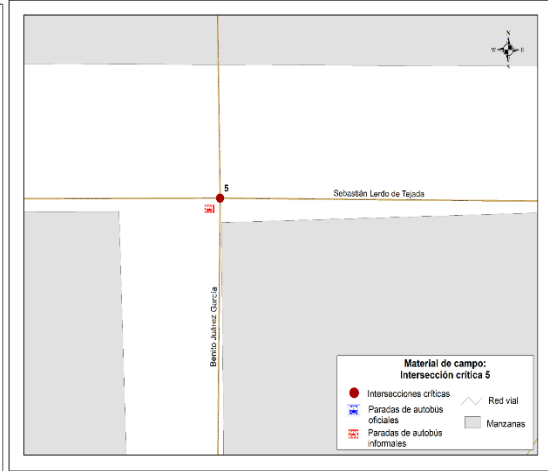 N
W E
S
5
Sebastián Lerdo de Tejada
Benito Juárez García
Material de campo:
Intersección crítica 5
Intersecciones críticas
Paradas de autobús
oficiales
Paradas de autobús
informales
Red vial
Manzanas